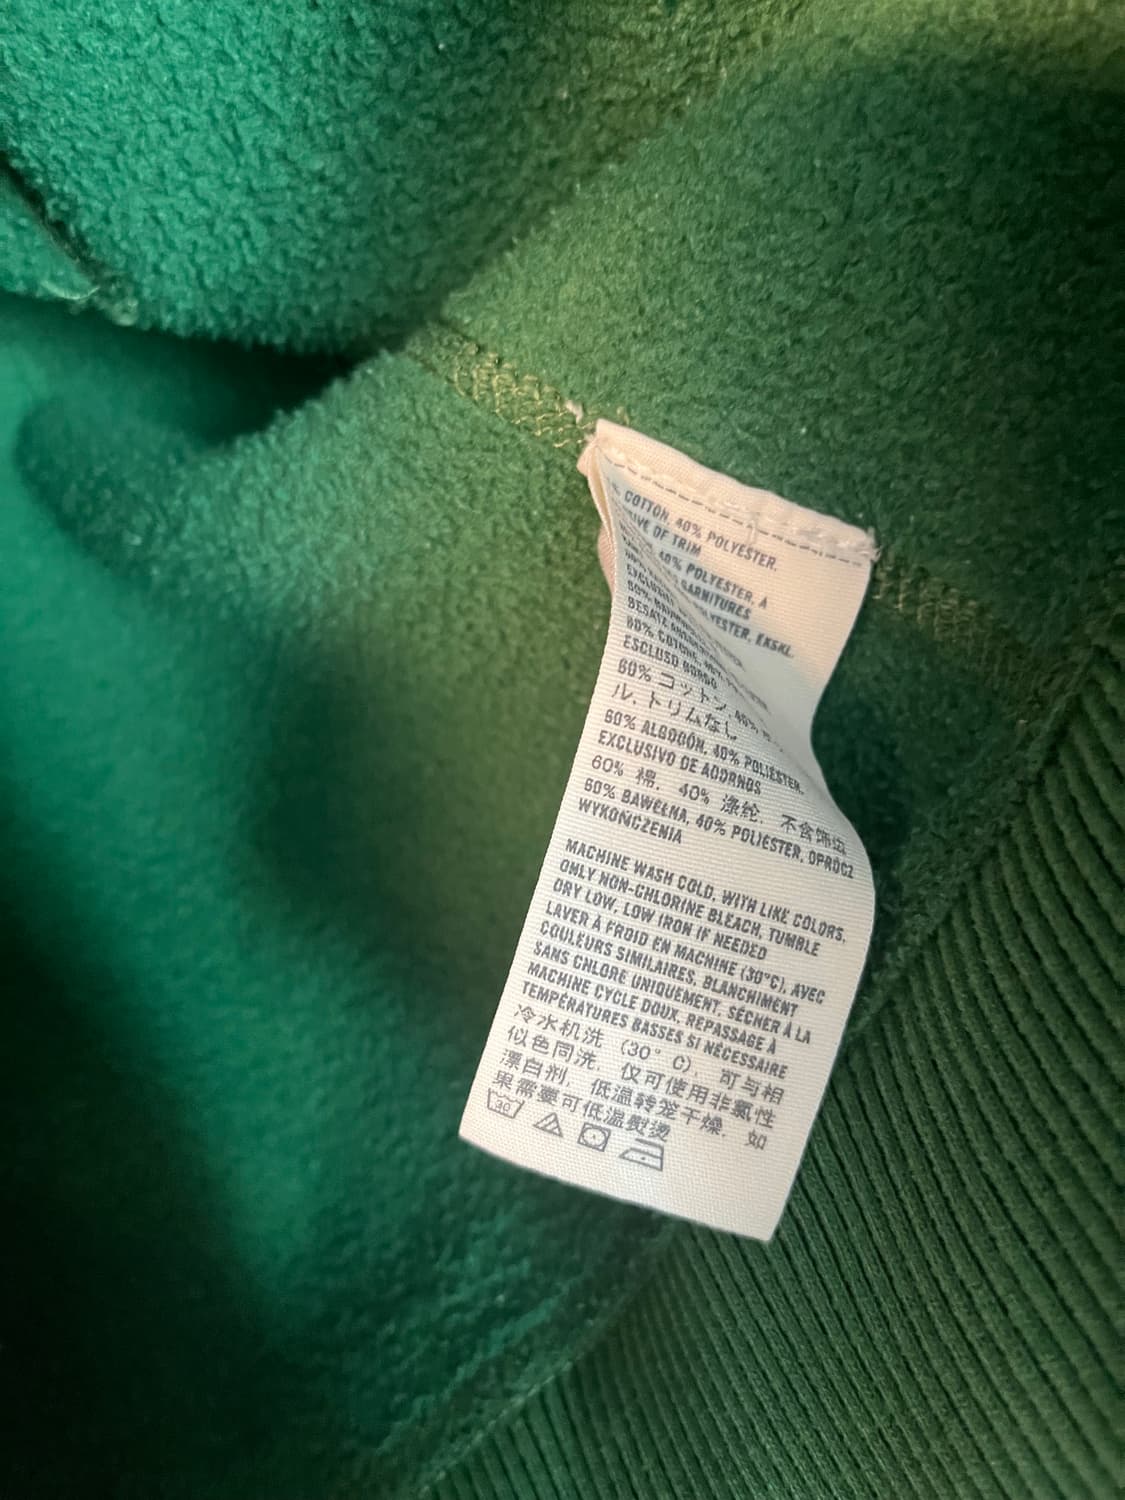 COTTON, 40% POLYESTER.
OF TRIM
40% POLYESTER, À
GARNITURES
EXKL.
60% COTONE,
ESCLUSO BORDO
60% コットン, 40%
ル, トリムなし
60% ALGODÓN, 40% POLIÉSTER.
EXCLUSIVO DE ADORNOS
60% 棉, 40% 涤纶, 不含饰边
60% BAWEŁNA, 40% POLIESTER, OPRÓCZ
WYKOŃCZENIA
MACHINE WASH COLD, WITH LIKE COLORS,
ONLY NON-CHLORINE BLEACH, TUMBLE
DRY LOW, LOW IRON IF NEEDED
LAVER À FROID EN MACHINE (30°C), AVEC
COULEURS SIMILAIRES, BLANCHIMENT
SANS CHLORE UNIQUEMENT, SÉCHER À LA
MACHINE CYCLE DOUX, REPASSAGE À
TEMPÉRATURES BASSES SI NÉCESSAIRE
冷水机洗 (30°C), 可与相
似色同洗, 仅可使用非氯性
漂白剂, 低温转笼干燥, 如
果需要可低温熨烫
30